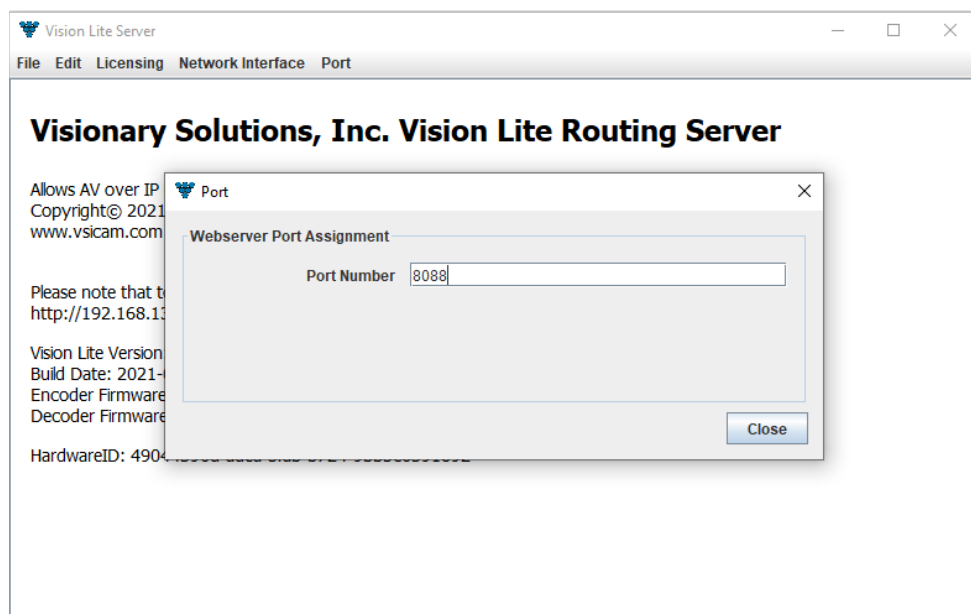 Vision Lite Server
File Edit Licensing Network Interface Port
Visionary Solutions, Inc. Vision Lite Routing Server
Allows AV over IP
Copyright© 2021
www.vsicam.com
Please note that
http://192.168.13
Vision Lite Version
Build Date: 2021-
Encoder Firmware
Decoder Firmware
HardwareID:
Port
Webserver Port Assignment
Port Number 8088
Close